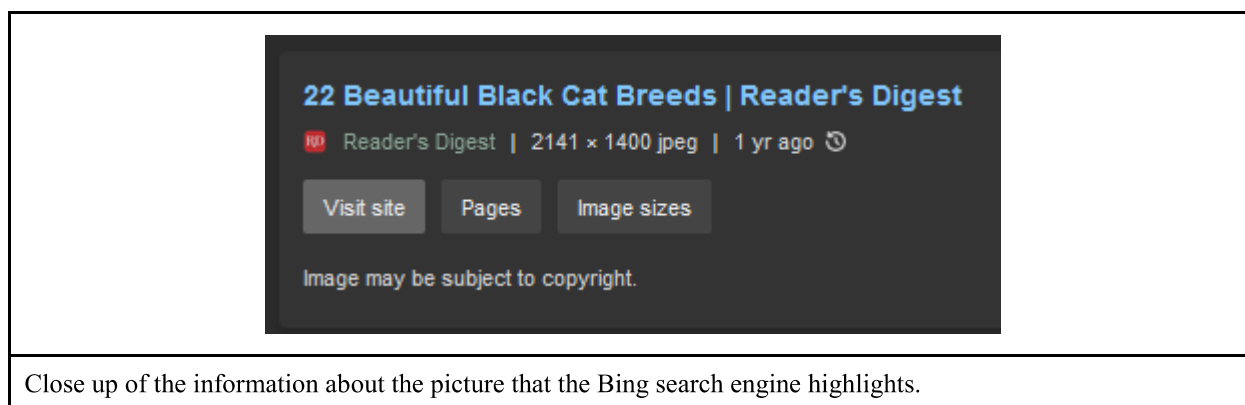 22 Beautiful Black Cat Breeds | Reader's Digest
RD Reader's Digest | 2141 × 1400 jpeg | 1 yr ago
Visit site Pages Image sizes
Image may be subject to copyright.
Close up of the information about the picture that the Bing search engine highlights.